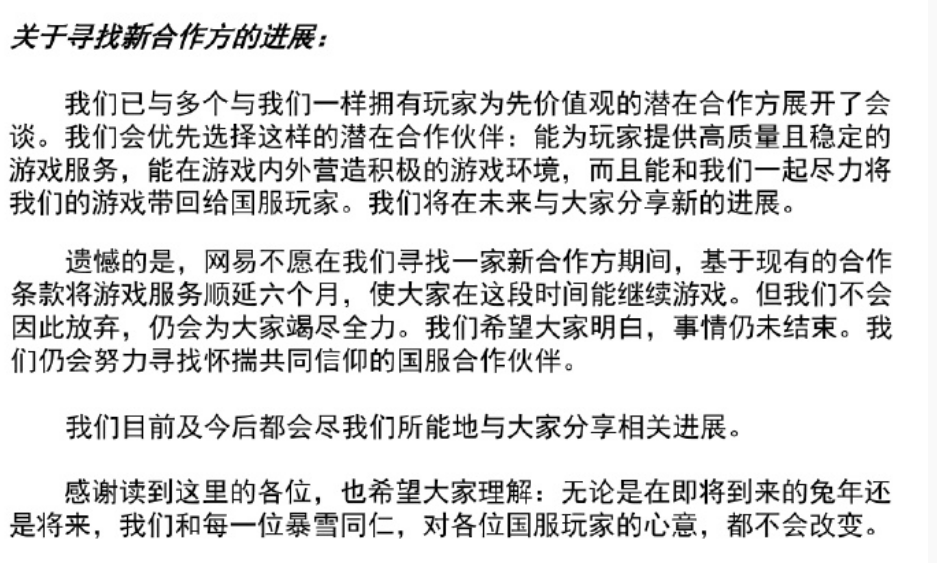 关于寻找新合作方的进展：
我们已与多个与我们一样拥有玩家为先价值观的潜在合作方展开了会
谈。我们会优先选择这样的潜在合作伙伴：能为玩家提供高质量且稳定的
游戏服务，能在游戏内外营造积极的游戏环境，而且能和我们一起尽力将
我们的游戏带回给国服玩家。我们将在未来与大家分享新的进展。
遗憾的是，网易不愿在我们寻找一家新合作方期间，基于现有的合作
条款将游戏服务顺延六个月，使大家在这段时间能继续游戏。但我们不会
因此放弃，仍会为大家竭尽全力。我们希望大家明白，事情仍未结束。我
们仍会努力寻找怀揣共同信仰的国服合作伙伴。
我们目前及今后都会尽我们所能地与大家分享相关进展。
感谢读到这里的各位，也希望大家理解：无论是在即将到来的兔年还
是将来，我们和每一位暴雪同仁，对各位国服玩家的心意，都不会改变。